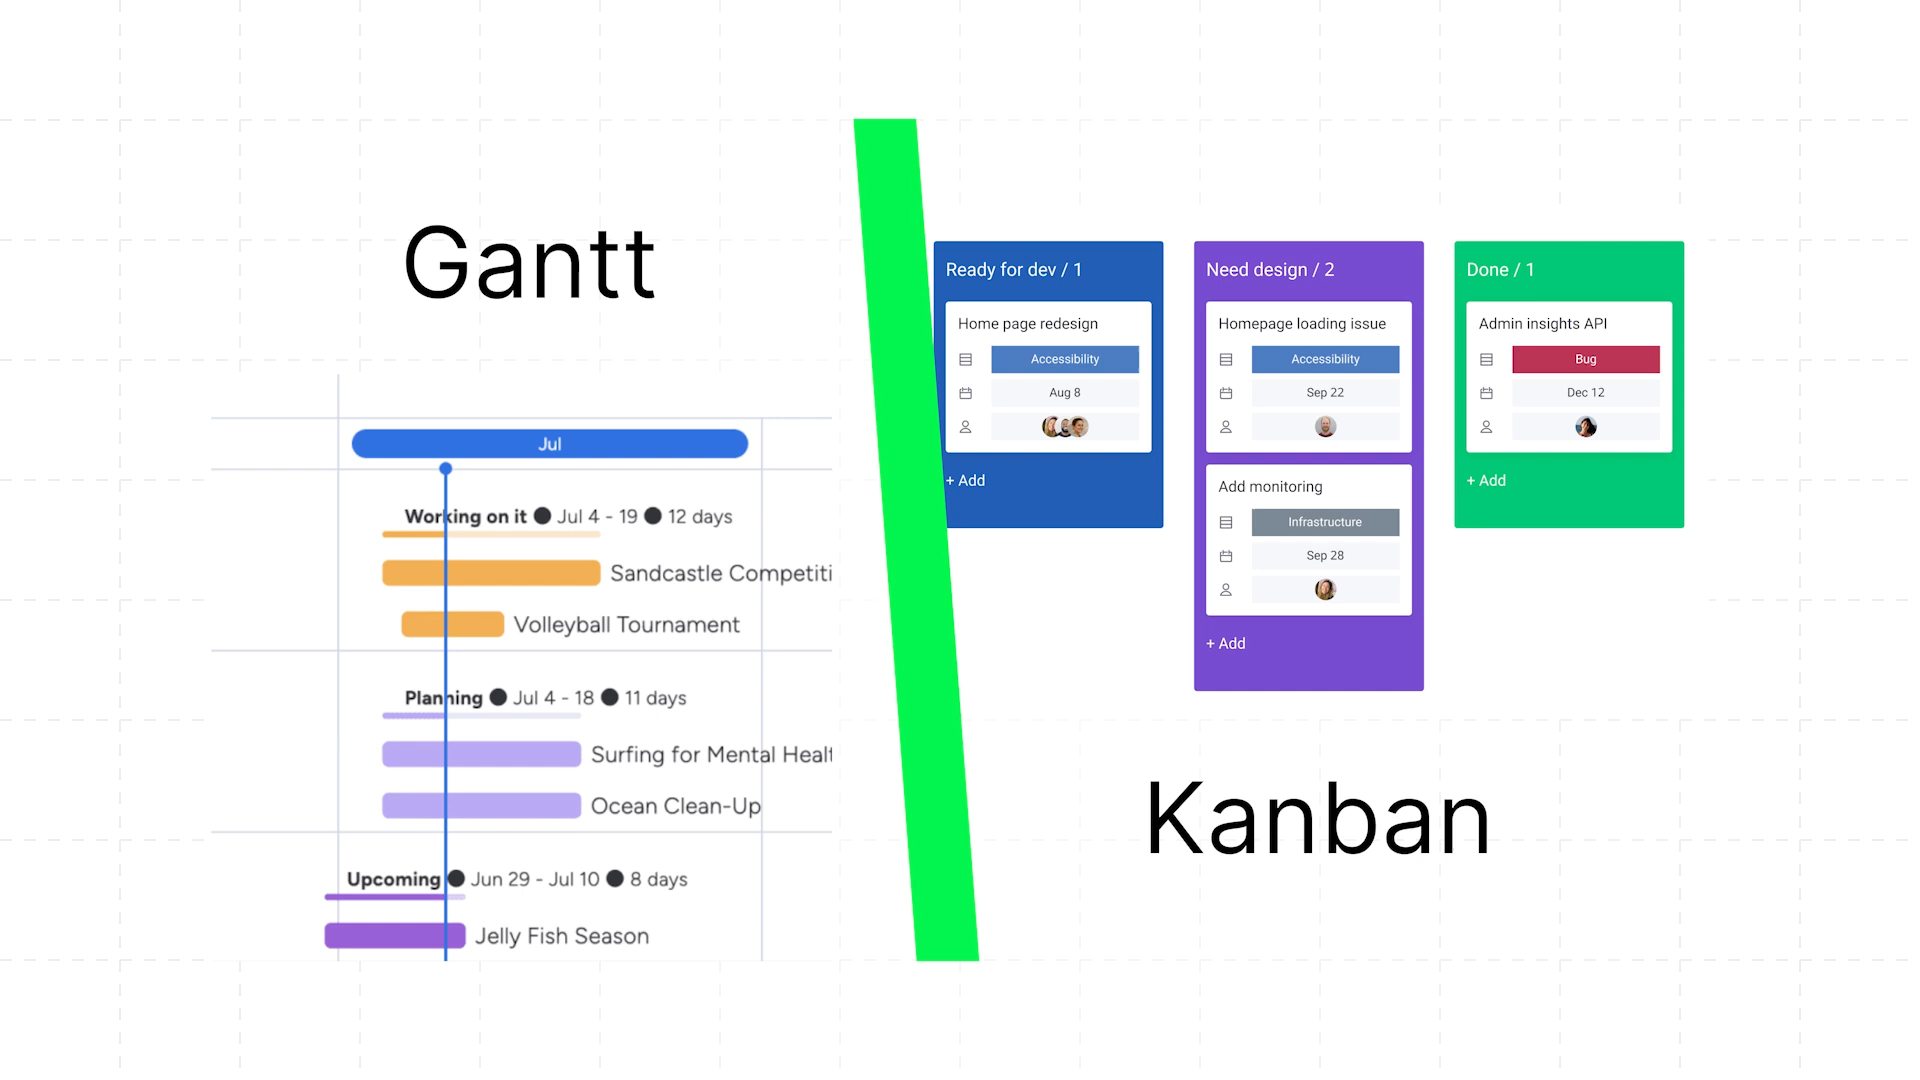 Gantt
Jul
Working on it ● Jul 4 - 19 ● 12 days
Sandcastle Competiti
Volleyball Tournament
Planning ● Jul 4 - 18 ● 11 days
Surfing for Mental Healt
Ocean Clean-Up
Upcoming ● Jun 29 - Jul 10 ● 8 days
Jelly Fish Season
Ready for dev / 1
Home page redesign
Accessibility
Aug 8
+ Add
Need design / 2
Homepage loading issue
Accessibility
Sep 22
Add monitoring
Infrastructure
Sep 28
+ Add
Done / 1
Admin insights API
Bug
Dec 12
+ Add
Kanban